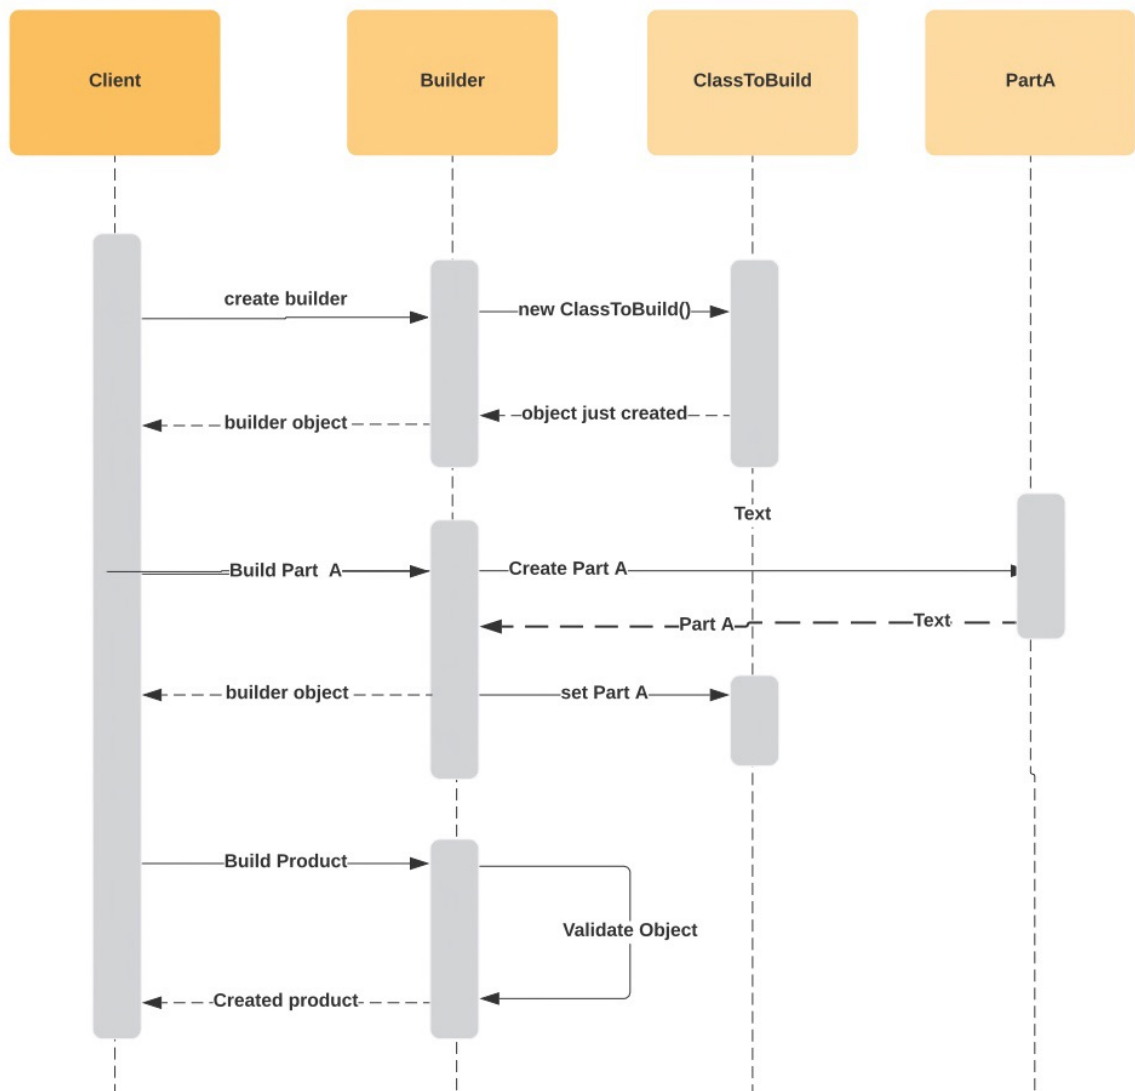 Client
Builder
ClassToBuild
PartA
create builder
new ClassToBuild()
builder object
object just created
Text
Build Part A
Create Part A
Part A
Text
builder object
set Part A
Build Product
Validate Object
Created product